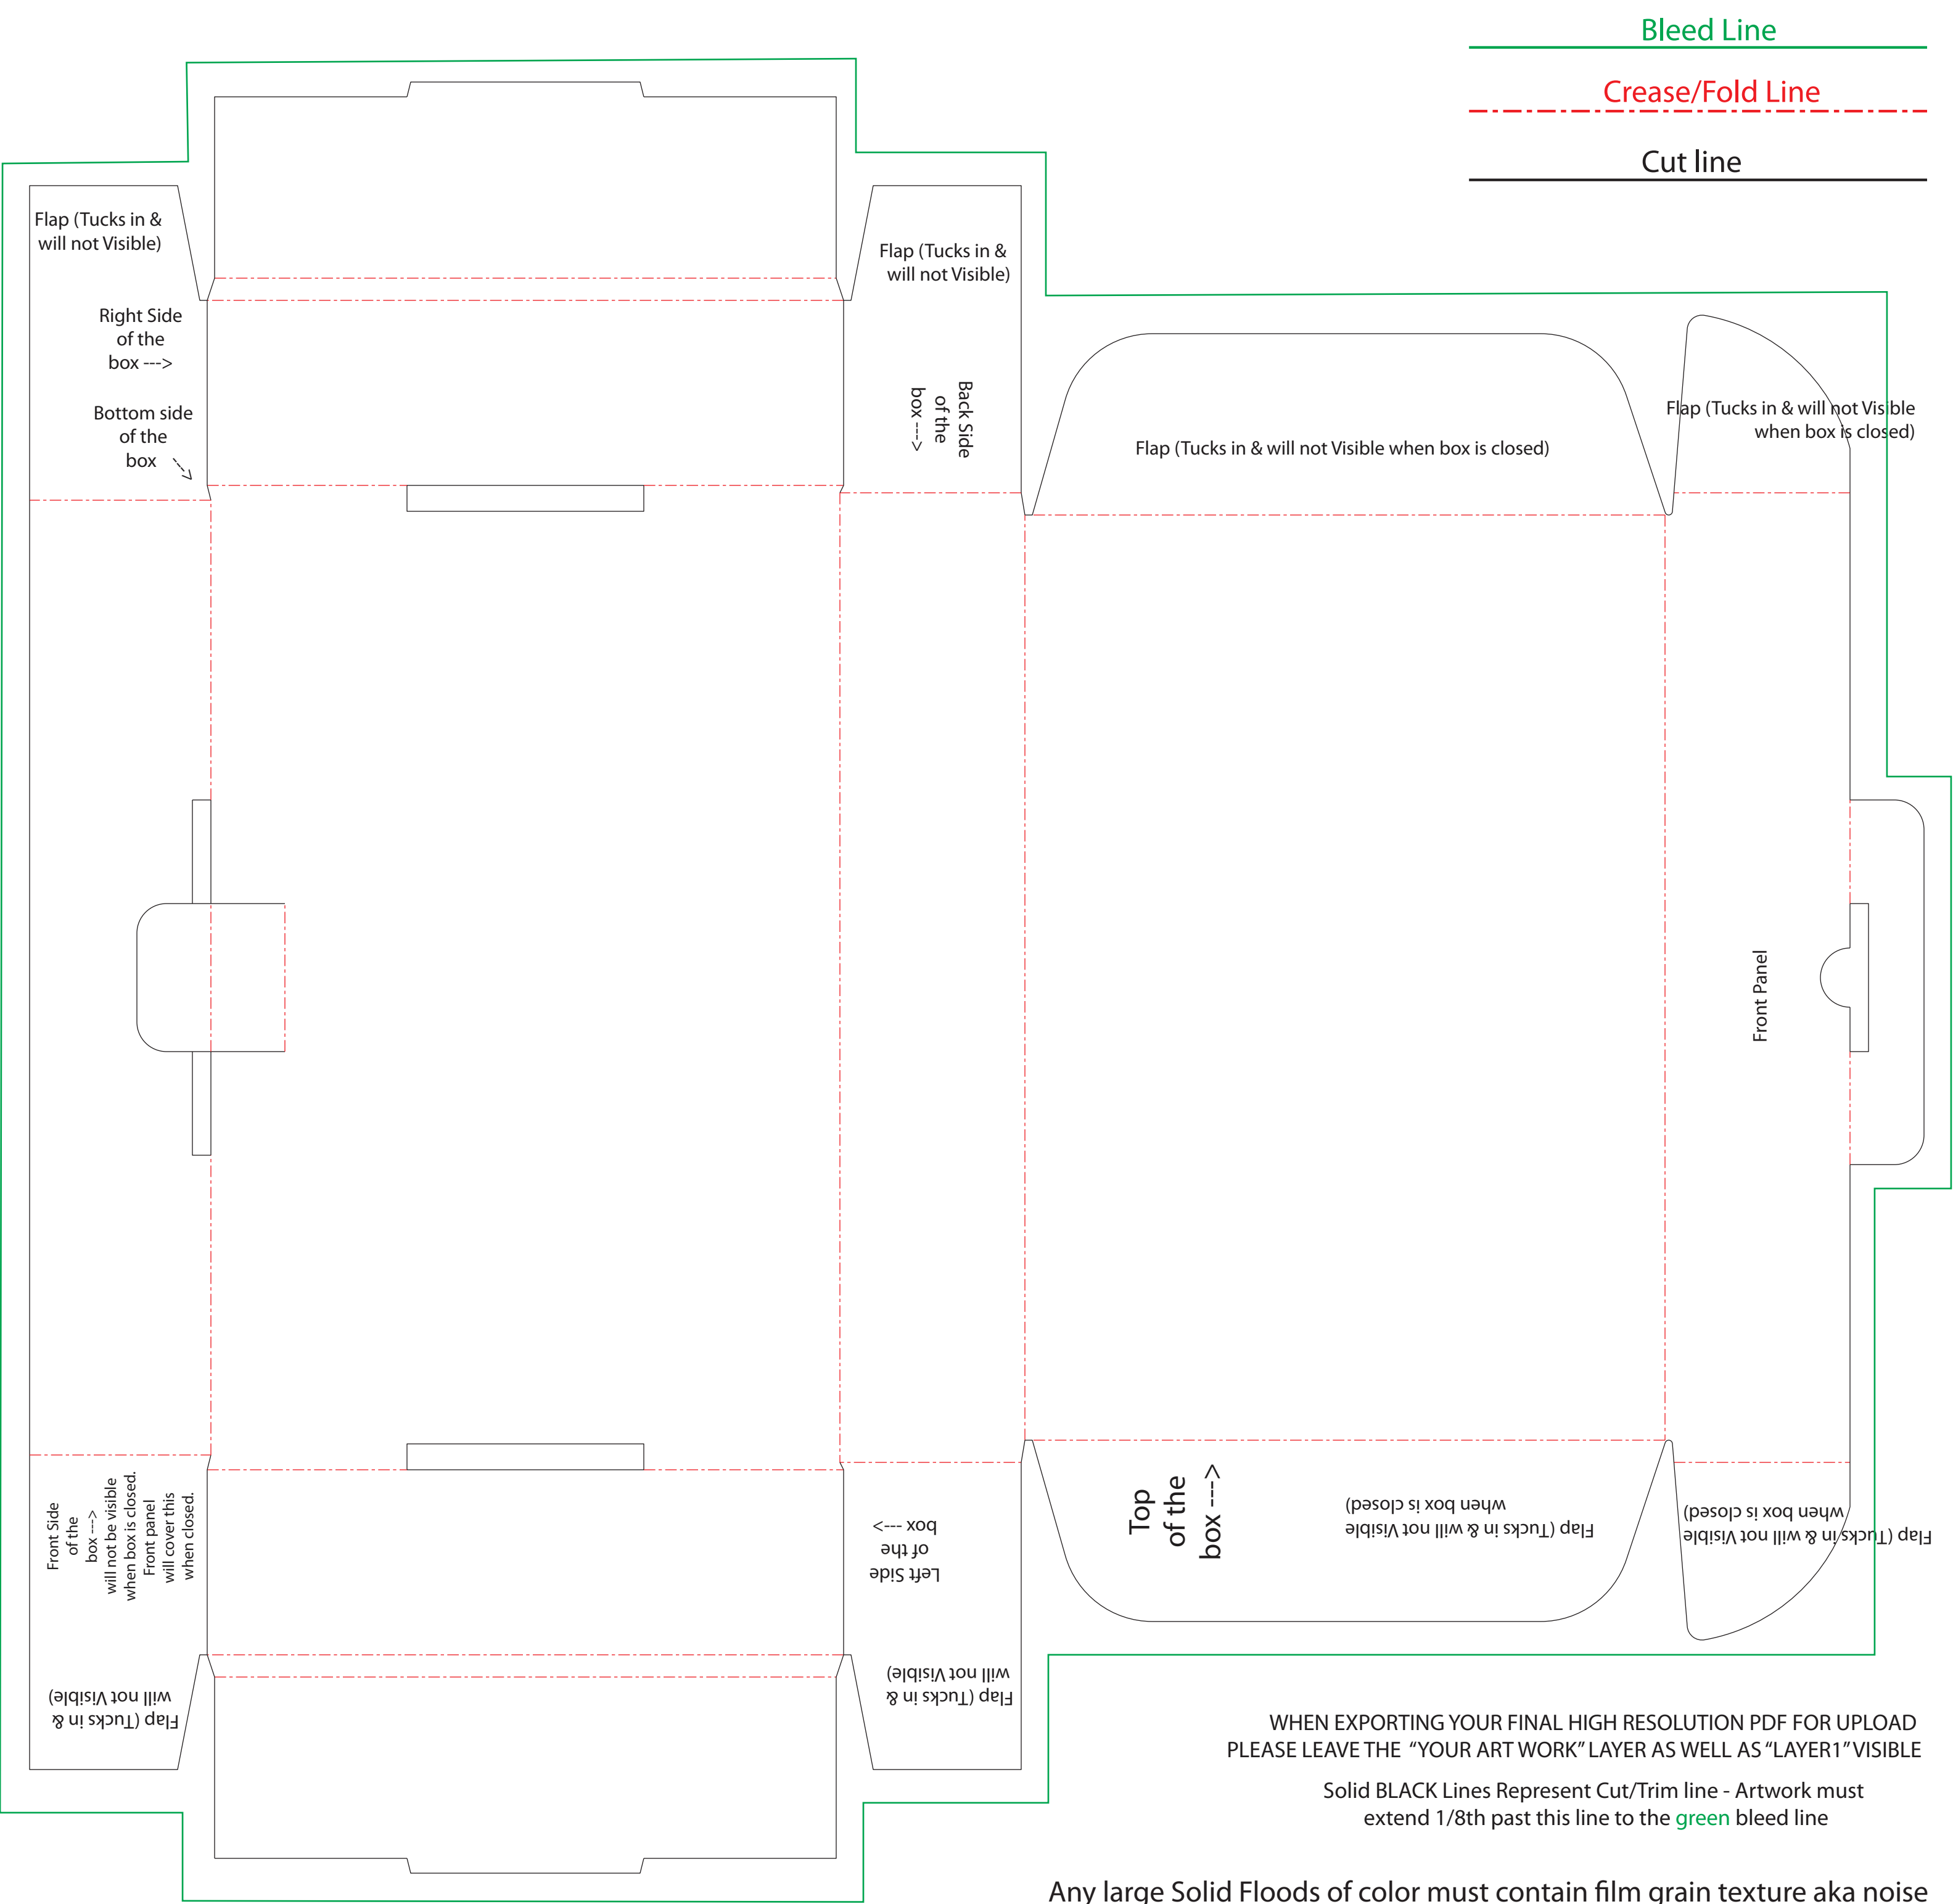 Bleed Line
Crease/Fold Line
Cut line
Flap (Tucks in &
will not Visible)
Right Side
of the
box --->
Bottom side
of the
box
Flap (Tucks in &
will not Visible)
Back Side
of the
box --->
Flap (Tucks in & will not Visible when box is closed)
Flap (Tucks in & will not Visible
when box is closed)
Front Panel
Front Side
of the
box --->
will not be visible
when box is closed.
Front panel
will cover this
when closed.
Left Side
of the
box --->
Top
of the
box ---->
Flap (Tucks in & will not Visible
when box is closed)
Flap (Tucks in & will not Visible
when box is closed)
Flap (Tucks in &
will not Visible)
Flap (Tucks in &
will not Visible)
WHEN EXPORTING YOUR FINAL HIGH RESOLUTION PDF FOR UPLOAD
PLEASE LEAVE THE “YOUR ART WORK” LAYER AS WELL AS “LAYER1” VISIBLE
Solid BLACK Lines Represent Cut/Trim line - Artwork must
extend 1/8th past this line to the green bleed line
Any large Solid Floods of color must contain film grain texture aka noise